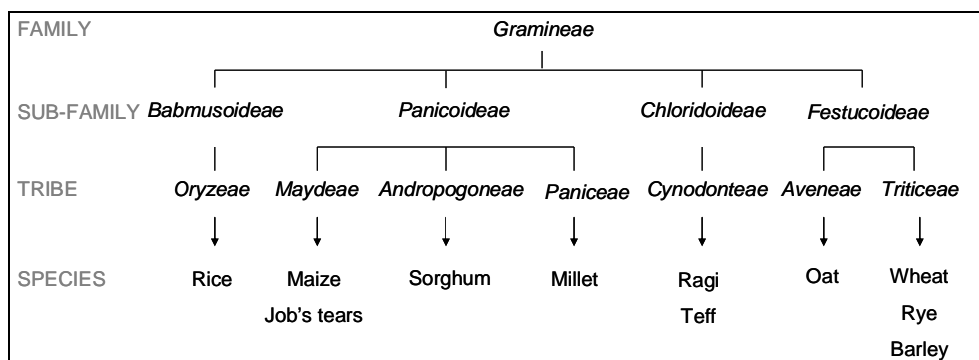 FAMILY Gramineae
SUB-FAMILY Babmusoideae Panicoideae Chloridoideae Festucoideae
TRIBE Oryzeae Maydeae Andropogoneae Paniceae Cynodonteae Aveneae Triticeae
SPECIES Rice Maize Sorghum Millet Ragi Oat Wheat
Job's tears Teff Rye
Barley